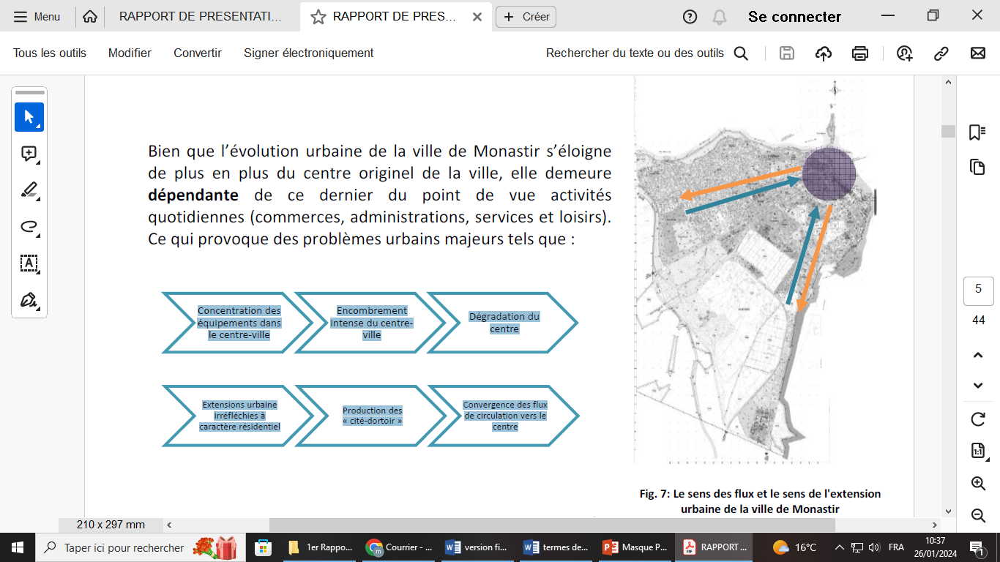 Menu
RAPPORT DE PRESENTATI...
RAPPORT DE PRES...
Créer
Se connecter
Tous les outils
Modifier
Convertir
Signer électroniquement
Rechercher du texte ou des outils
Bien que l'évolution urbaine de la ville de Monastir s'éloigne
de plus en plus du centre originel de la ville, elle demeure
dépendante de ce dernier du point de vue activités
quotidiennes (commerces, administrations, services et loisirs).
Ce qui provoque des problèmes urbains majeurs tels que :
Concentration des
équipements dans
le centre-ville
Encombrement
intense du centre-
ville
Dégradation du
centre
Extensions urbaine
irréfléchies à
caractère résidentiel
Production des
« cité-dortoir »
Convergence des flux
de circulation vers le
centre
Fig. 7: Le sens des flux et le sens de l'extension
urbaine de la ville de Monastir
5
44
1:1
210 x 297 mm
Taper ici pour rechercher
1er Rappo...
Courrier - ...
version fi...
termes de...
Masque P...
RAPPORT ...
16°C
FRA
10:37
26/01/2024
1